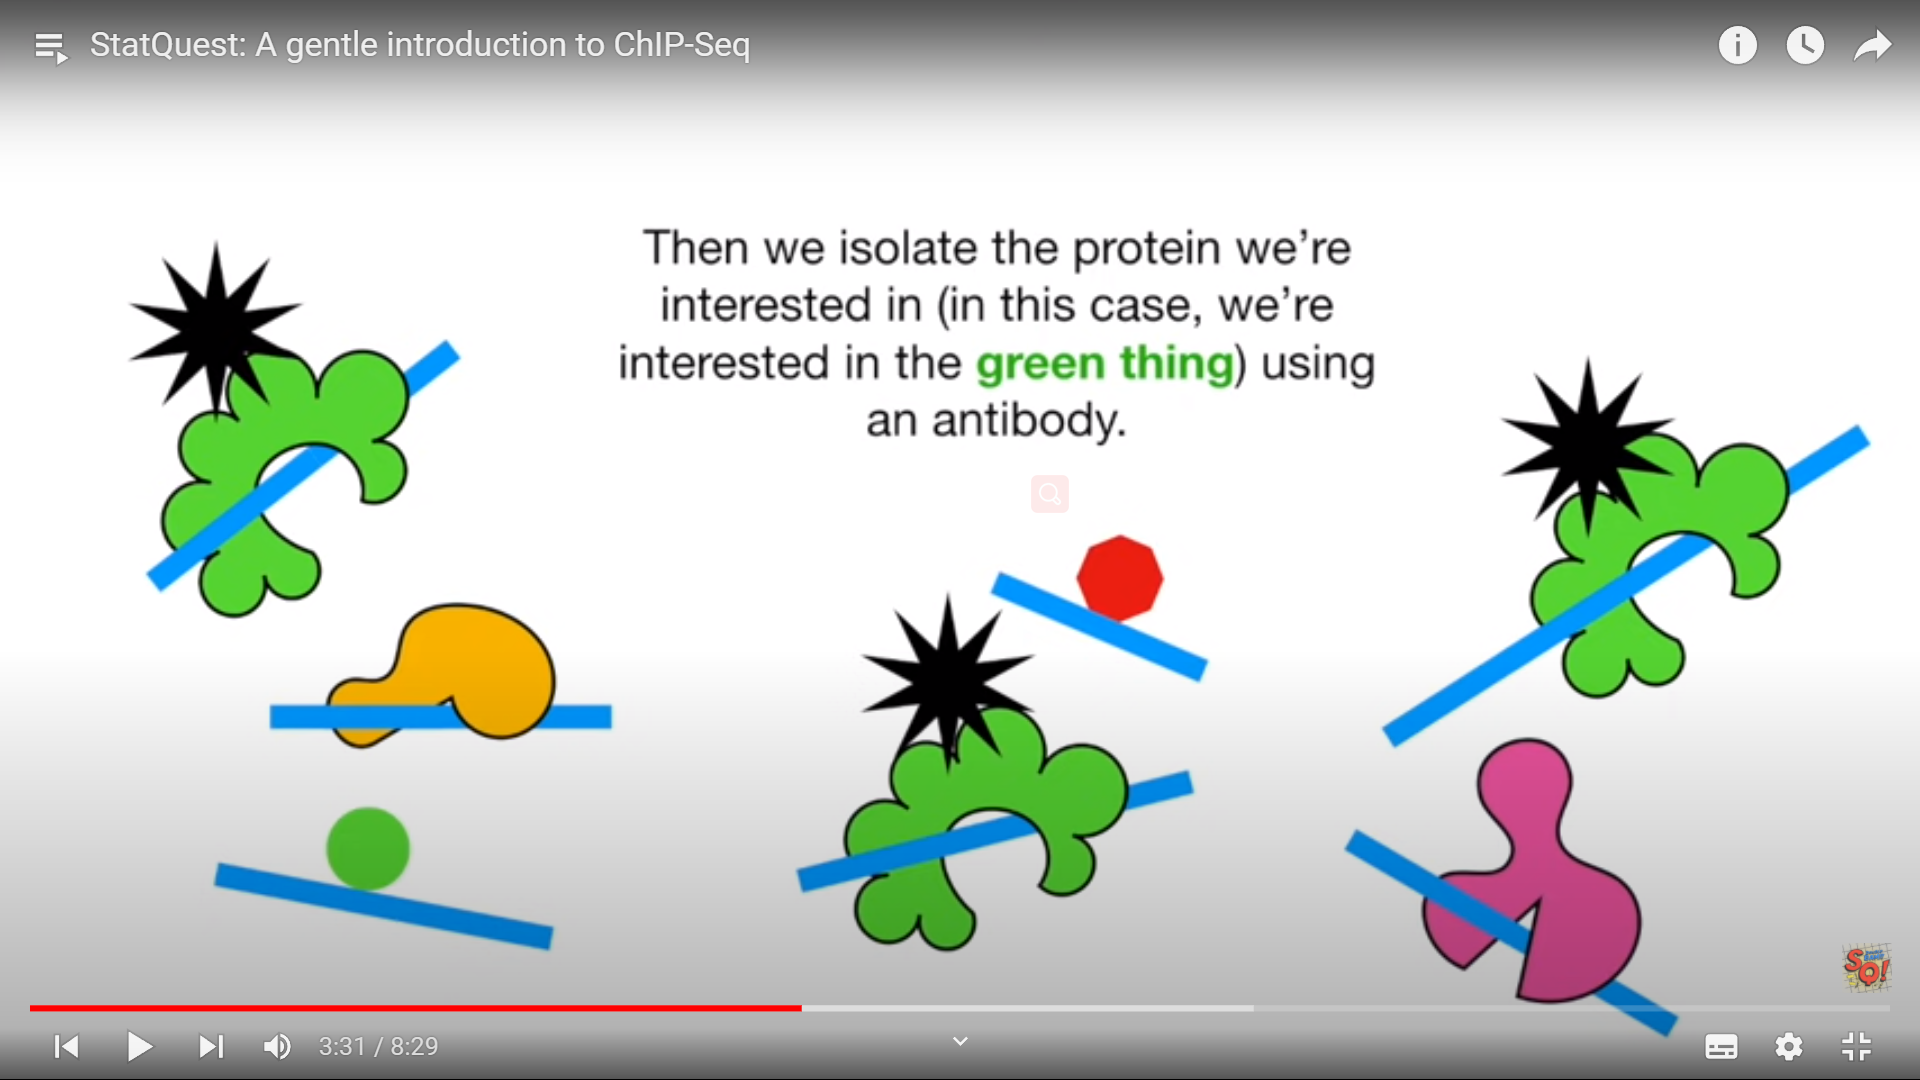 StatQuest: A gentle introduction to ChIP-Seq
Then we isolate the protein we’re
interested in (in this case, we’re
interested in the green thing) using
an antibody.
SQ!
3:31 / 8:29